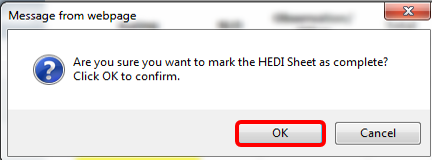 Message from webpage
Are you sure you want to mark the HEDI Sheet as complete?
Click OK to confirm.
OK
Cancel